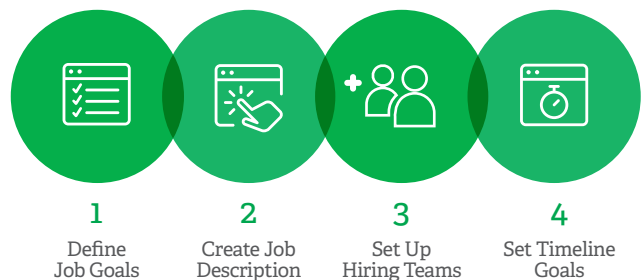 1
Define
Job Goals
2
Create Job
Description
3
Set Up
Hiring Teams
4
Set Timeline
Goals